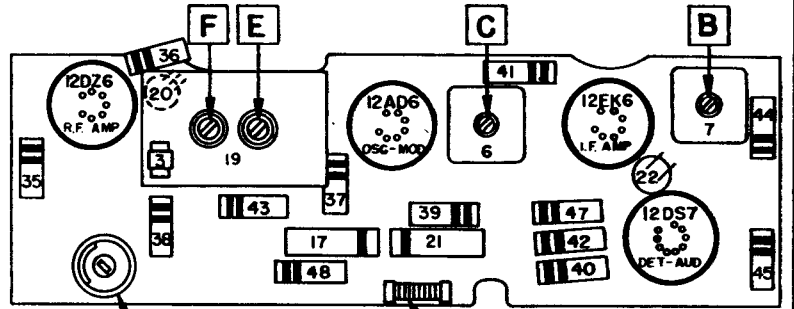 F E C B
36 41
12DZ6 20 12AD6 12EK6 44
R.F. AMP OSC-MOD 6 I.F. AMP 7
3 19
35 37 22
43 39 47 12DS7
38 17 21 42 DET-AUD
48 40 45